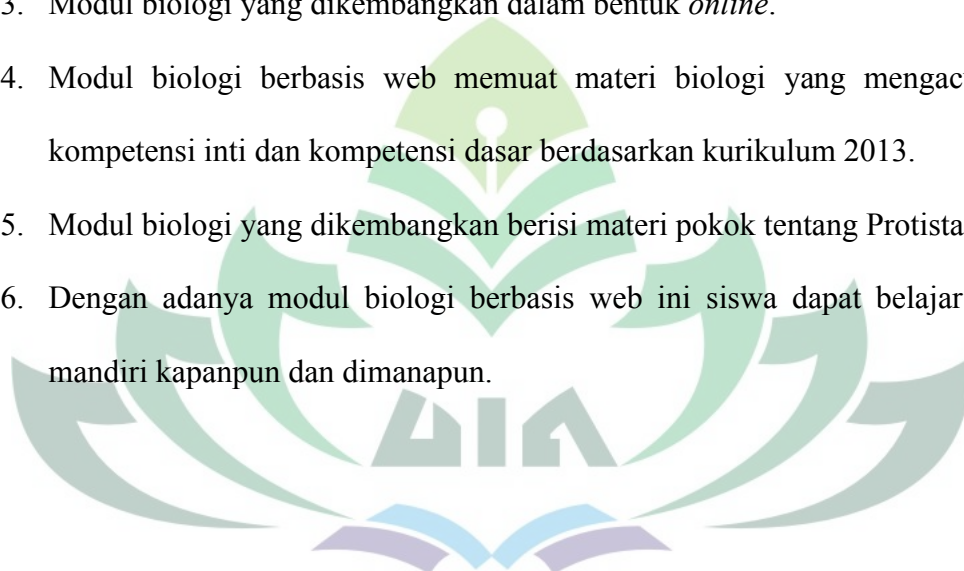 3. Modul biologi yang dikembangkan dalam bentuk online.
4. Modul biologi berbasis web memuat materi biologi yang mengac
kompetensi inti dan kompetensi dasar berdasarkan kurikulum 2013.
5. Modul biologi yang dikembangkan berisi materi pokok tentang Protista
6. Dengan adanya modul biologi berbasis web ini siswa dapat belajar
mandiri kapanpun dan dimanapun.
UIN